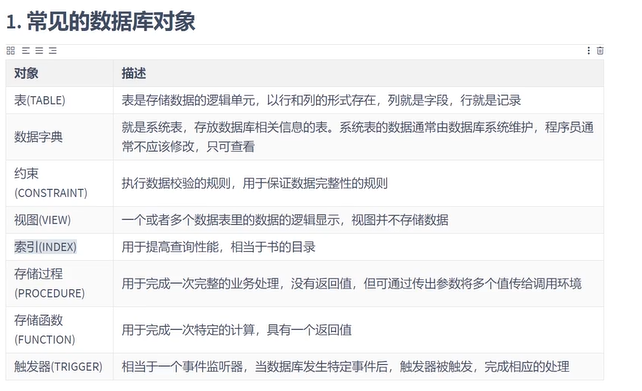 1. 常见的数据库对象
对象 描述
表(TABLE) 表是存储数据的逻辑单元，以行和列的形式存在，列就是字段，行就是记录
数据字典 就是系统表，存放数据库相关信息的表。系统表的数据通常由数据库系统维护，程序员通
常不应该修改，只可查看
约束
(CONSTRAINT) 执行数据校验的规则，用于保证数据完整性的规则
视图(VIEW) 一个或者多个数据表里的数据的逻辑显示，视图并不存储数据
索引(INDEX) 用于提高查询性能，相当于书的目录
存储过程
(PROCEDURE) 用于完成一次完整的业务处理，没有返回值，但可通过传出参数将多个值传给调用环境
存储函数
(FUNCTION) 用于完成一次特定的计算，具有一个返回值
触发器(TRIGGER) 相当于一个事件监听器，当数据库发生特定事件后，触发器被触发，完成相应的处理